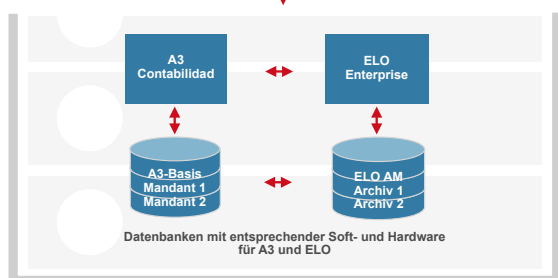 A3
Contabilidad
ELO
Enterprise
A3-Basis
Mandant 1
Mandant 2
ELO AM
Archiv 1
Archiv 2
Datenbanken mit entsprechender Soft- und Hardware
für A3 und ELO